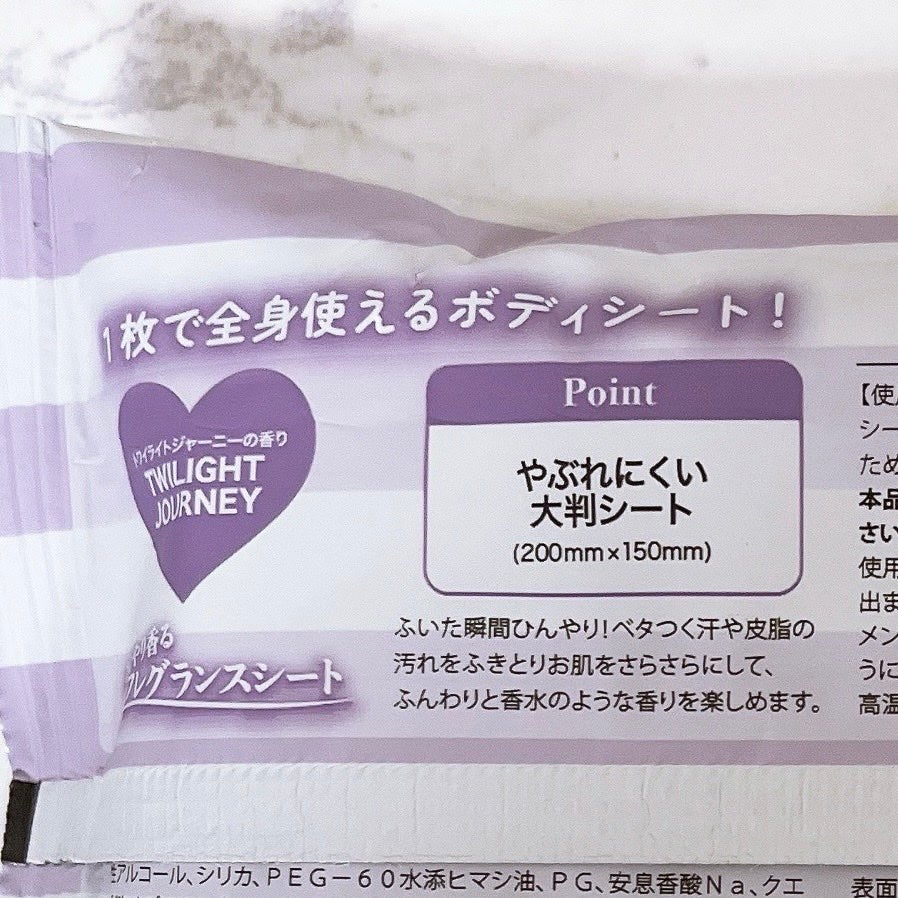 1枚で全身使えるボディシート!
トワイライトジャーニーの香り
TWILIGHT
JOURNEY
Point
やぶれにくい
大判シート
(200mm×150mm)
り香る
フレグランスシート
ふいた瞬間ひんやり!ベタつく汗や皮脂の
汚れをふきとりお肌をさらさらにして、
ふんわりと香水のような香りを楽しめます。
【使
シー
ため
本品
さい
使用
出ま
メン
うに
高温
アルコール、シリカ、PEG-60水添ヒマシ油、PG、安息香酸Na、クエ
表面